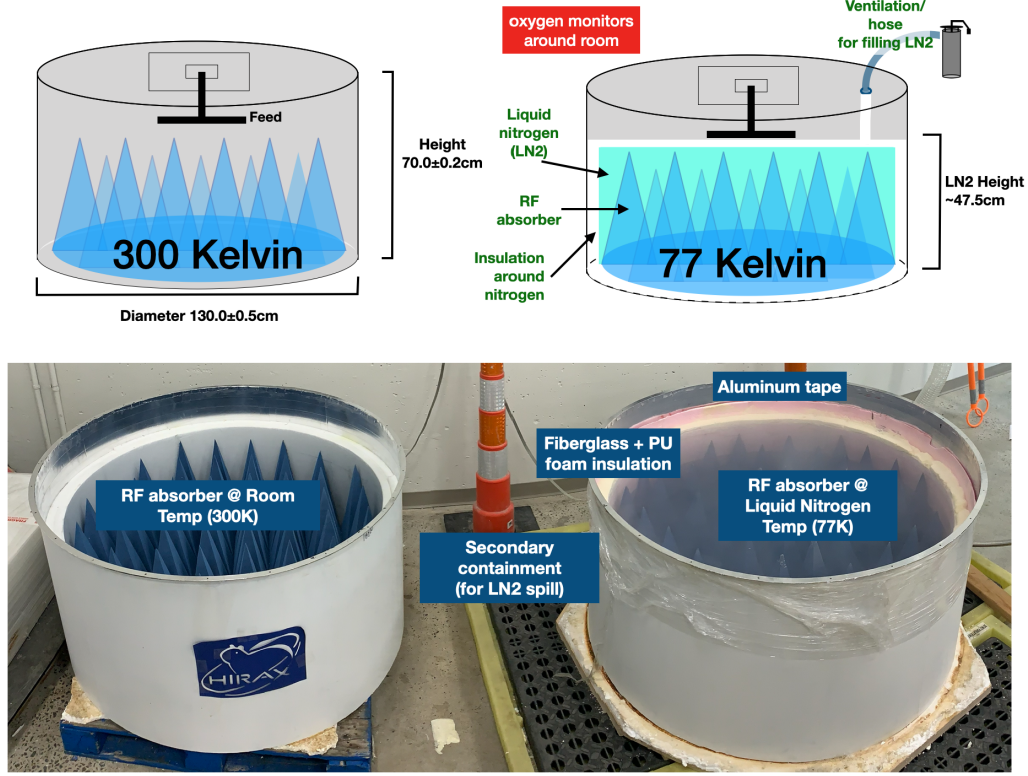 oxygen monitors
around room
Ventilation/
hose
for filling LN2
Feed
Height
70.0±0.2cm
300 Kelvin
Diameter 130.0±0.5cm
Liquid
nitrogen
(LN2)
RF
absorber
Insulation
around
nitrogen
77 Kelvin
LN2 Height
~47.5cm
Aluminum tape
Fiberglass + PU
foam insulation
RF absorber @ Room
Temp (300K)
RF absorber @
Liquid Nitrogen
Temp (77K)
Secondary
containment
(for LN2 spill)
HIRAX